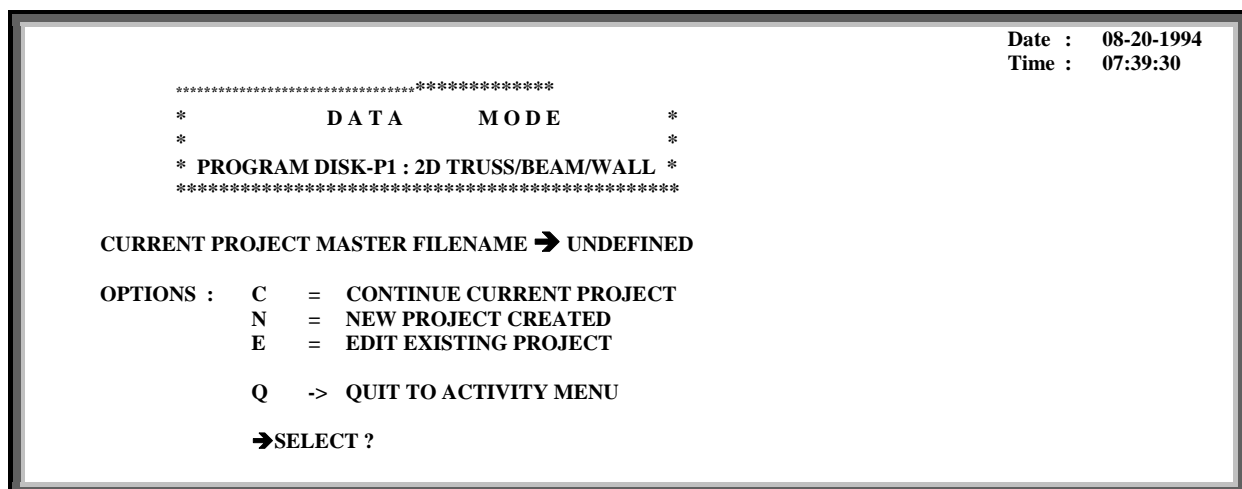 Date : 08-20-1994
Time : 07:39:30
***********************************************
* D A T A M O D E *
* *
* PROGRAM DISK-P1 : 2D TRUSS/BEAM/WALL *
***********************************************
CURRENT PROJECT MASTER FILENAME ➔ UNDEFINED
OPTIONS : C = CONTINUE CURRENT PROJECT
N = NEW PROJECT CREATED
E = EDIT EXISTING PROJECT
Q -> QUIT TO ACTIVITY MENU
➔SELECT ?